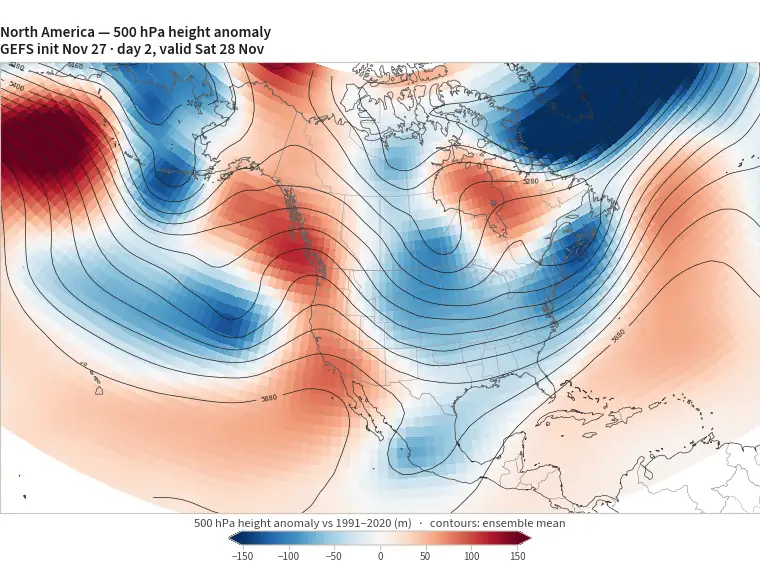 North America — 500 hPa height anomaly
GEFS init Nov 27 · day 2, valid Sat 28 Nov
5160
5400
5160
5280
5880
5880
500 hPa height anomaly vs 1991–2020 (m) · contours: ensemble mean
−150 −100 −50 0 50 100 150